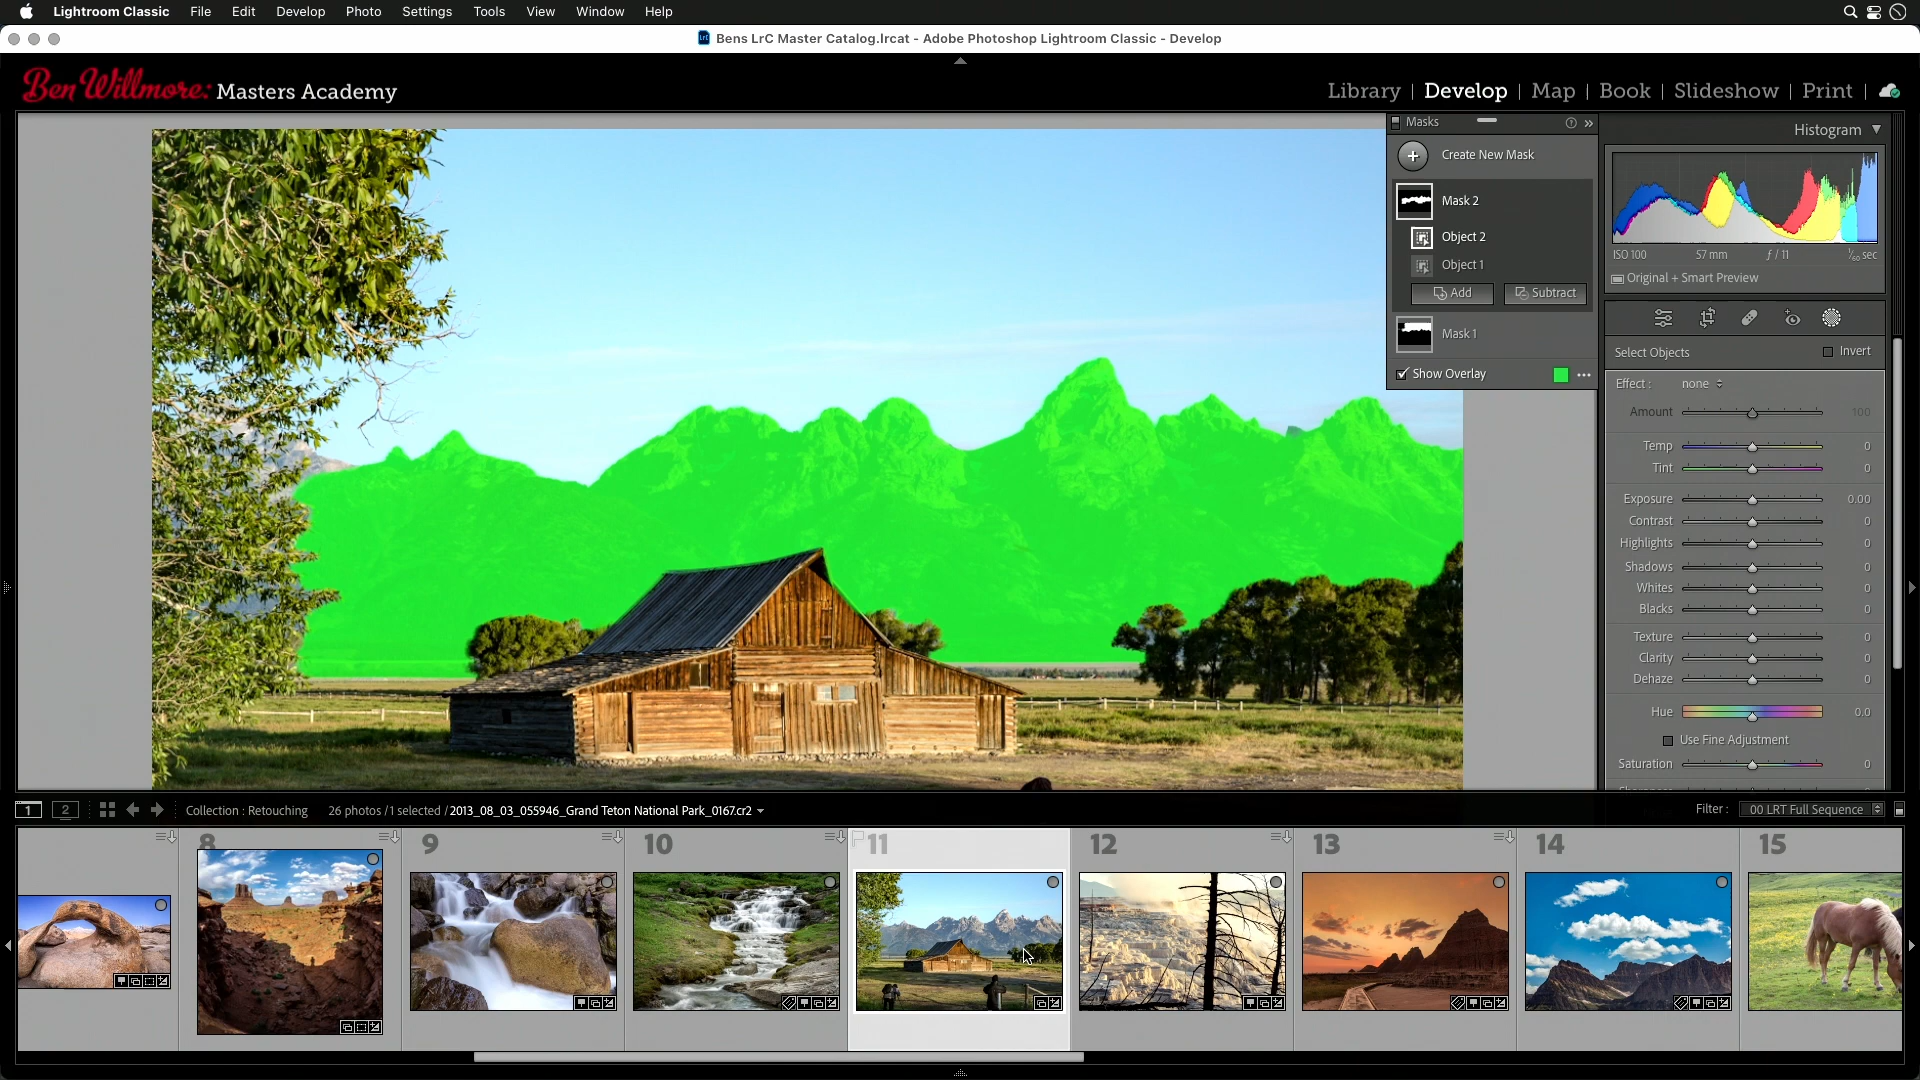 Lightroom Classic File Edit Develop Photo Settings Tools View Window Help
Bens LrC Master Catalog.lrcat - Adobe Photoshop Lightroom Classic - Develop
Ben Willmore: Masters Academy
Library | Develop | Map | Book | Slideshow | Print |
Masks
Create New Mask
Mask 2
Object 2
Object 1
Add Subtract
Mask 1
Show Overlay
Histogram
ISO 100 57 mm ƒ / 11 1/60 sec
Original + Smart Preview
Select Objects Invert
Effect : none
Amount 100
Temp 0
Tint 0
Exposure 0.00
Contrast 0
Highlights 0
Shadows 0
Whites 0
Blacks 0
Texture 0
Clarity 0
Dehaze 0
Hue 0.0
Use Fine Adjustment
Saturation 0
1 2 Collection : Retouching 26 photos / 1 selected / 2013_08_03_055946_Grand Teton National Park_0167.cr2 Filter : 00 LRT Full Sequence
8 9 10 11 12 13 14 15